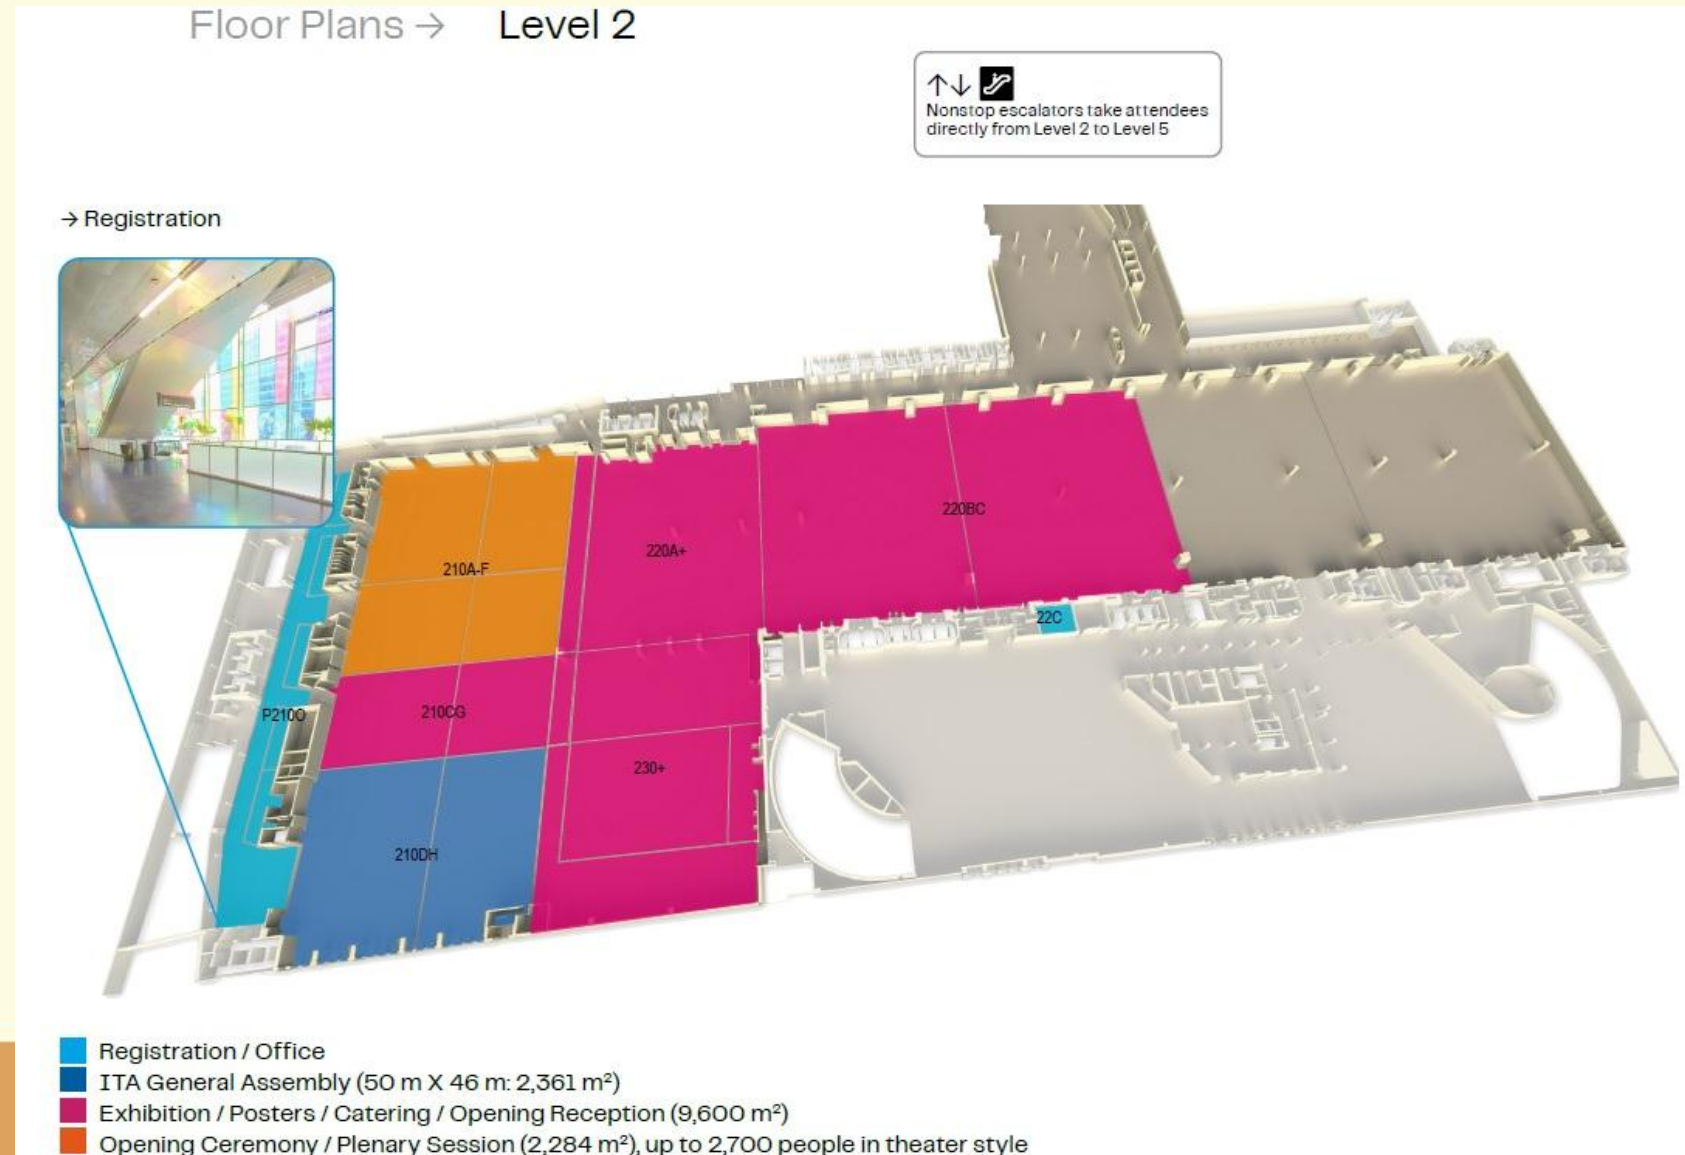 Floor Plans → Level 2
↑↓
Nonstop escalators take attendees
directly from Level 2 to Level 5
→ Registration
220BC
220A+
210A-F
22C
P210O
210CG
230+
210DH
Registration / Office
ITA General Assembly (50 m X 46 m: 2,361 m²)
Exhibition / Posters / Catering / Opening Reception (9,600 m²)
Opening Ceremony / Plenary Session (2,284 m²), up to 2,700 people in theater style